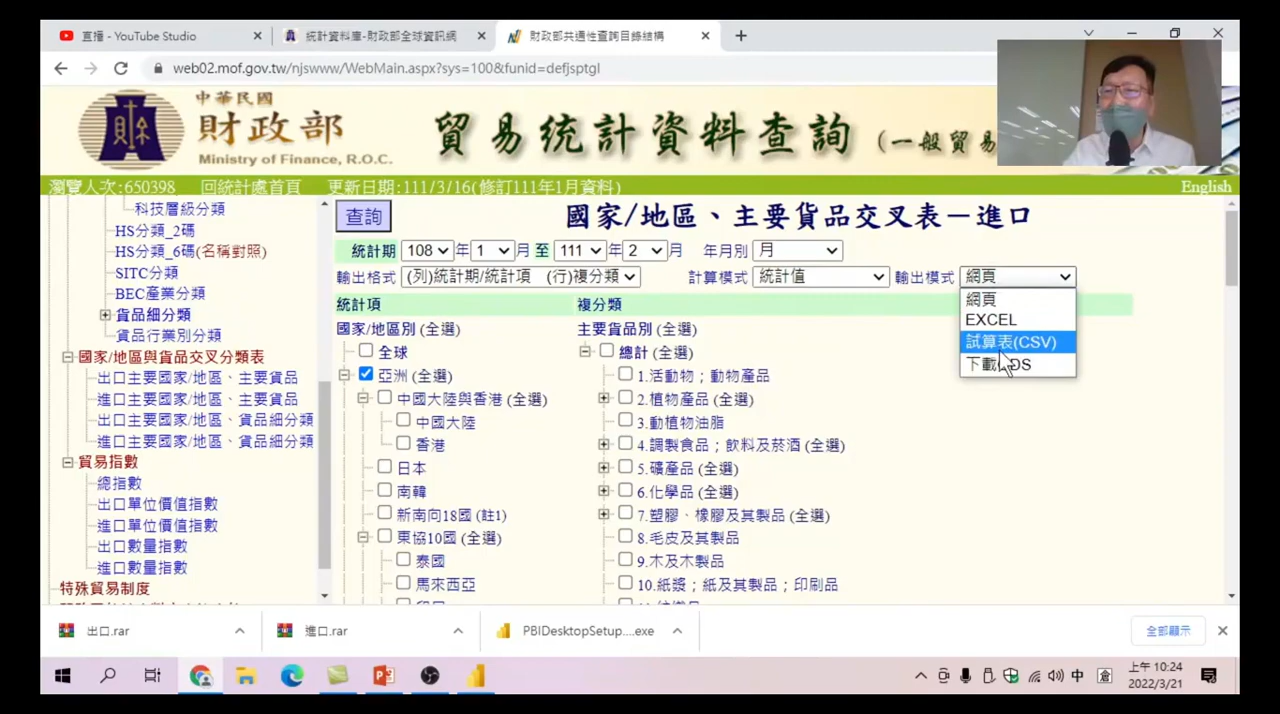 直播 - YouTube Studio
統計資料庫-財政部全球資訊網
財政部共通性查詢目錄結構
web02.mof.gov.tw/njswww/WebMain.aspx?sys=100&funid=defjsptgl
中華民國
財政部
Ministry of Finance, R.O.C.
貿易統計資料查詢 (一般貿易
瀏覽人次:650398 回統計處首頁 更新日期:111/3/16(修訂111年1月資料) English
科技層級分類
HS分類_2碼
HS分類_6碼(名稱對照)
SITC分類
BEC產業分類
貨品細分類
貨品行業別分類
國家/地區與貨品交叉分類表
出口主要國家/地區、主要貨品
進口主要國家/地區、主要貨品
出口主要國家/地區、貨品細分類
進口主要國家/地區、貨品細分類
貿易指數
總指數
出口單位價值指數
進口單位價值指數
出口數量指數
進口數量指數
特殊貿易制度
查詢 國家/地區、主要貨品交叉表－進口
統計期 108 年 1 月 至 111 年 2 月 年月別 月
輸出格式 (列)統計期/統計項 (行)複分類 計算模式 統計值 輸出模式 網頁
網頁
EXCEL
試算表(CSV)
統計項 複分類
國家/地區別 (全選) 主要貨品別 (全選)
全球 總計 (全選)
亞洲 (全選) 1.活動物；動物產品
中國大陸與香港 (全選) 2.植物產品 (全選)
中國大陸 3.動植物油脂
香港 4.調製食品；飲料及菸酒 (全選)
日本 5.礦產品 (全選)
南韓 6.化學品 (全選)
新南向18國 (註1) 7.塑膠、橡膠及其製品 (全選)
東協10國 (全選) 8.毛皮及其製品
泰國 9.木及木製品
馬來西亞 10.紙漿；紙及其製品；印刷品
出口.rar
進口.rar
PBIDesktopSetup....exe
全部顯示
中 倉 上午 10:24
2022/3/21